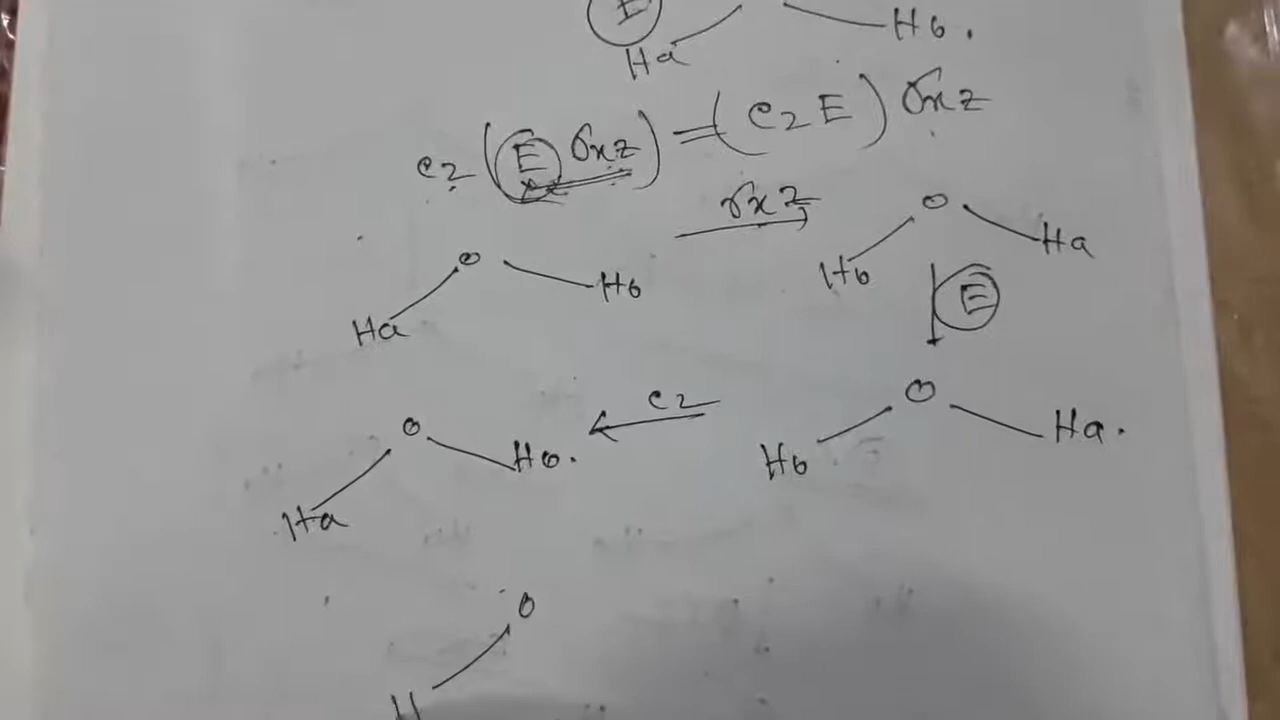 E
Ha Hb.
C2 (E σxz) = (C2 E) σxz
σxz
O
Hb Ha
O
Ha Hb
E
O
Hb Ha.
C2
O
Ha Hb.
O
H